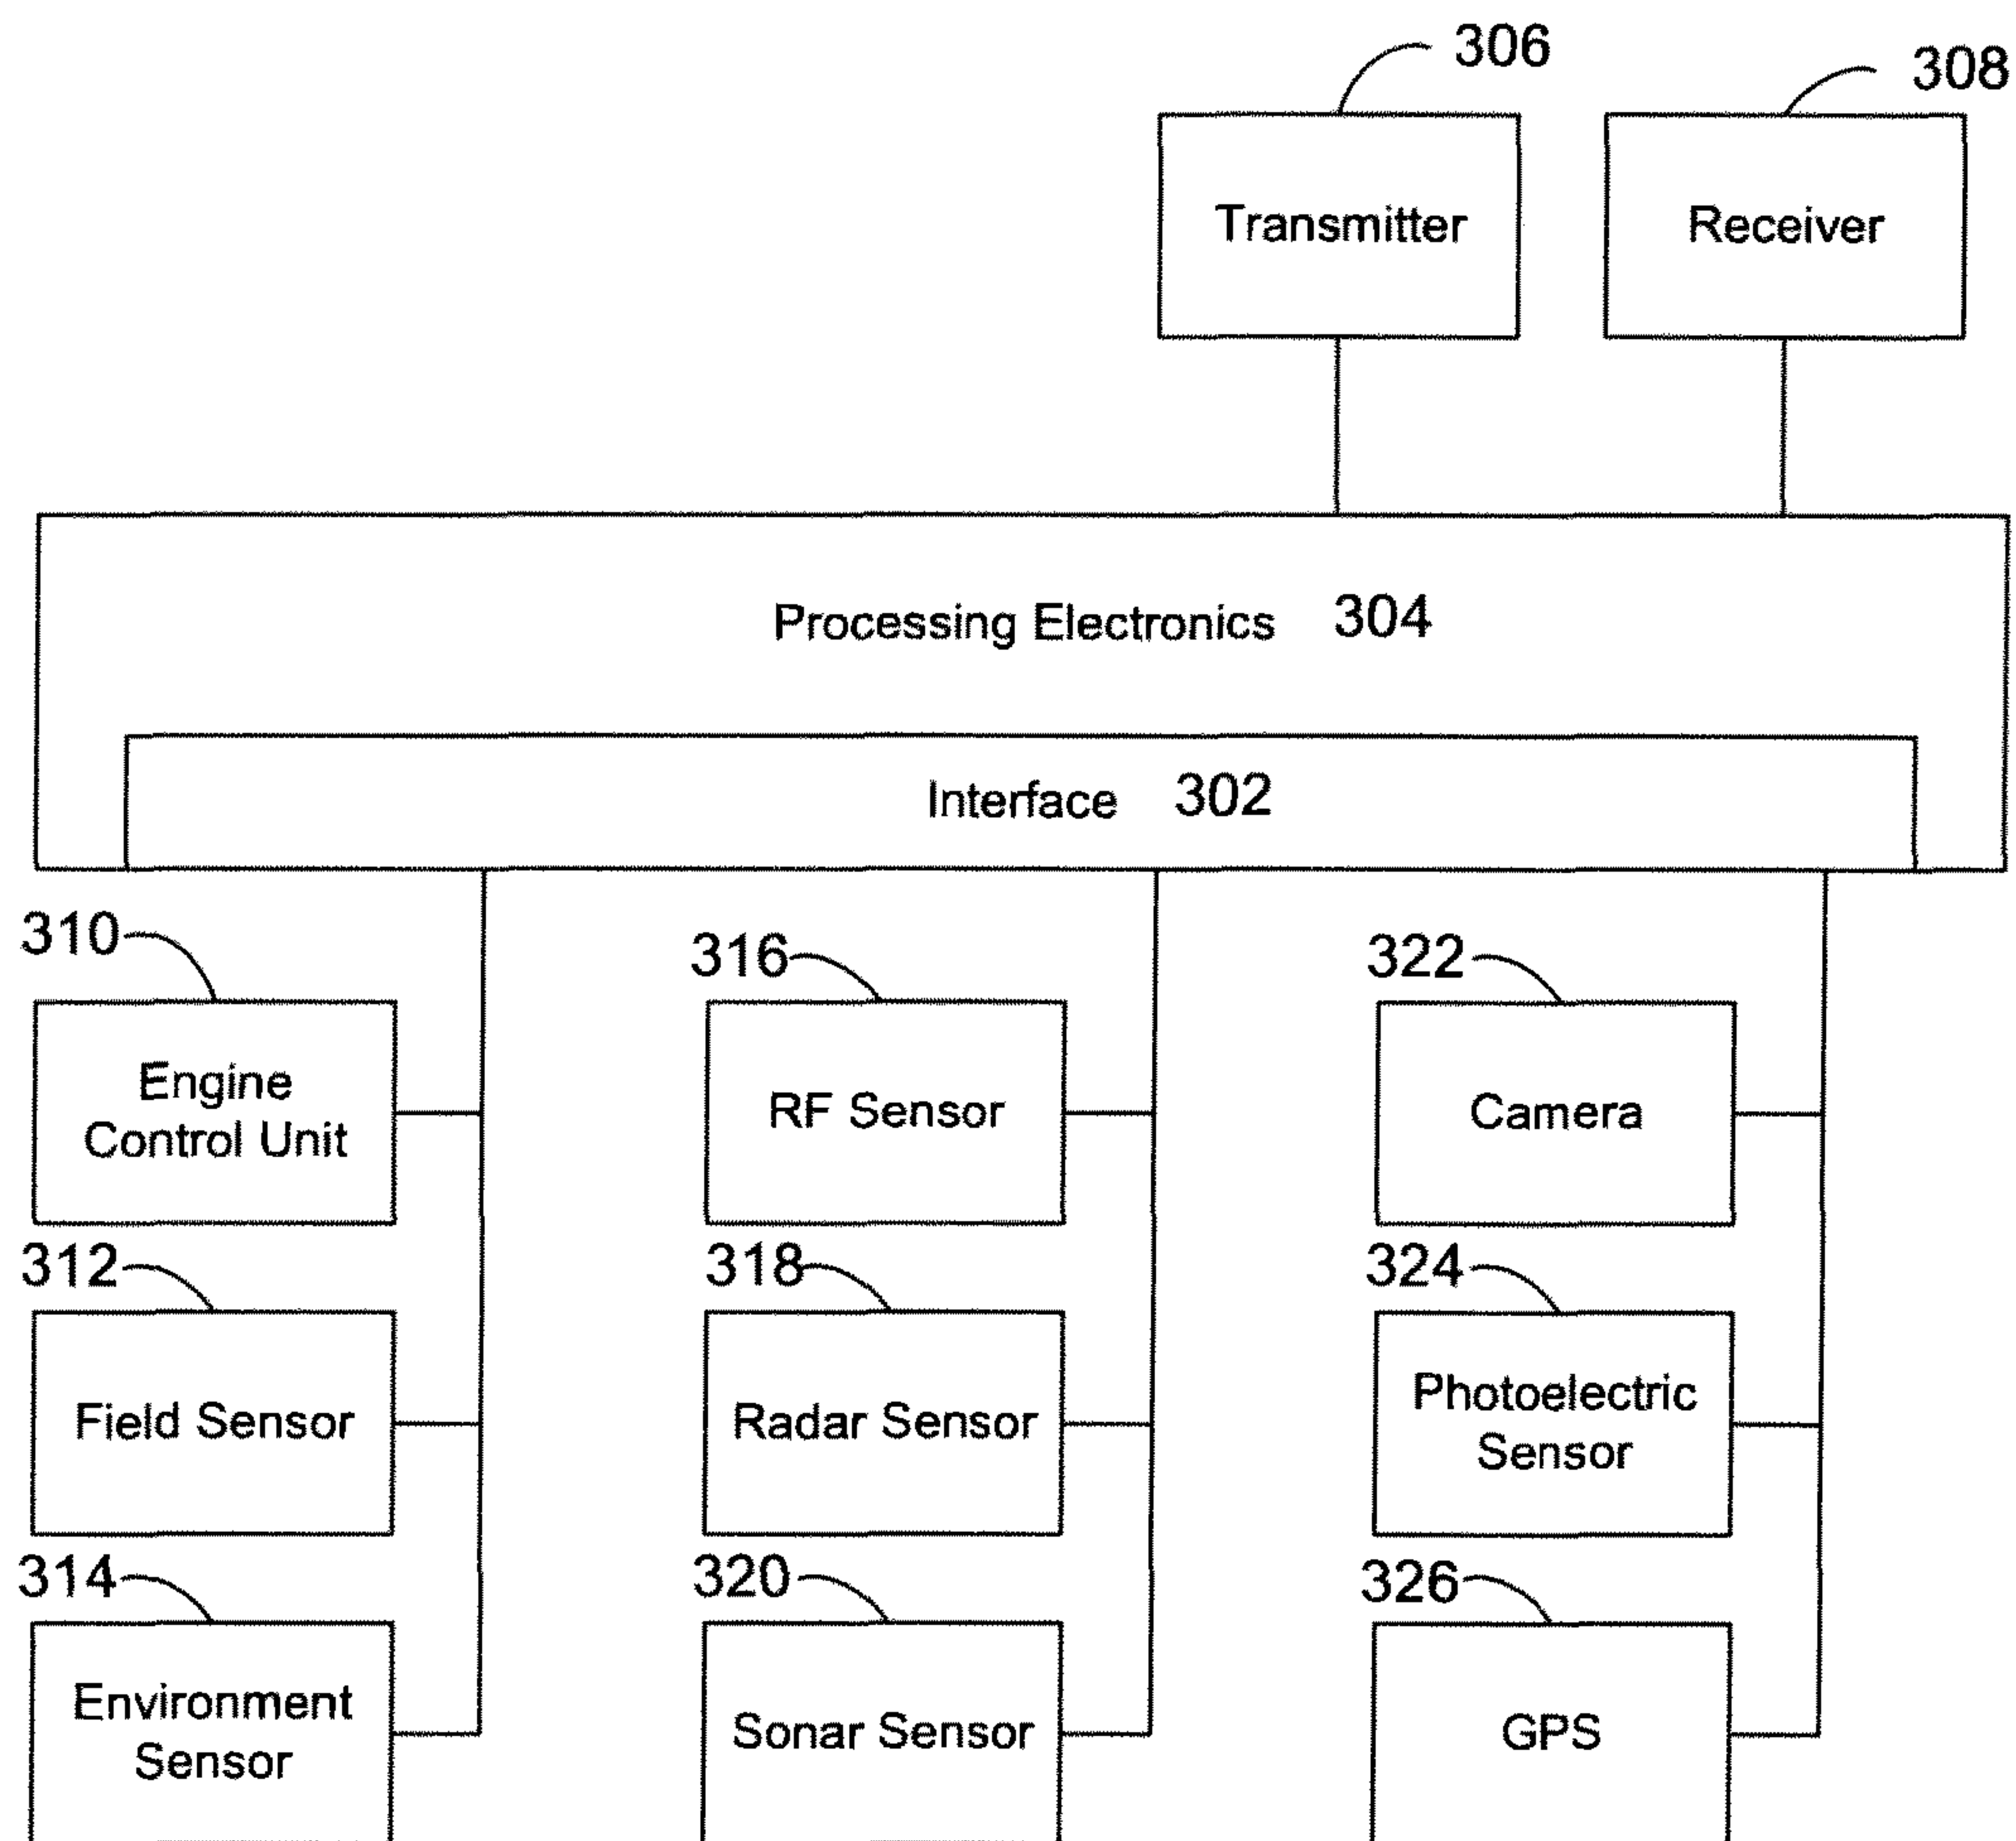 306
308
Transmitter
Receiver
Processing Electronics 304
Interface 302
310
316
322
Engine
Control Unit
RF Sensor
Camera
312
318
324
Field Sensor
Radar Sensor
Photoelectric
Sensor
314
320
326
Environment
Sensor
Sonar Sensor
GPS